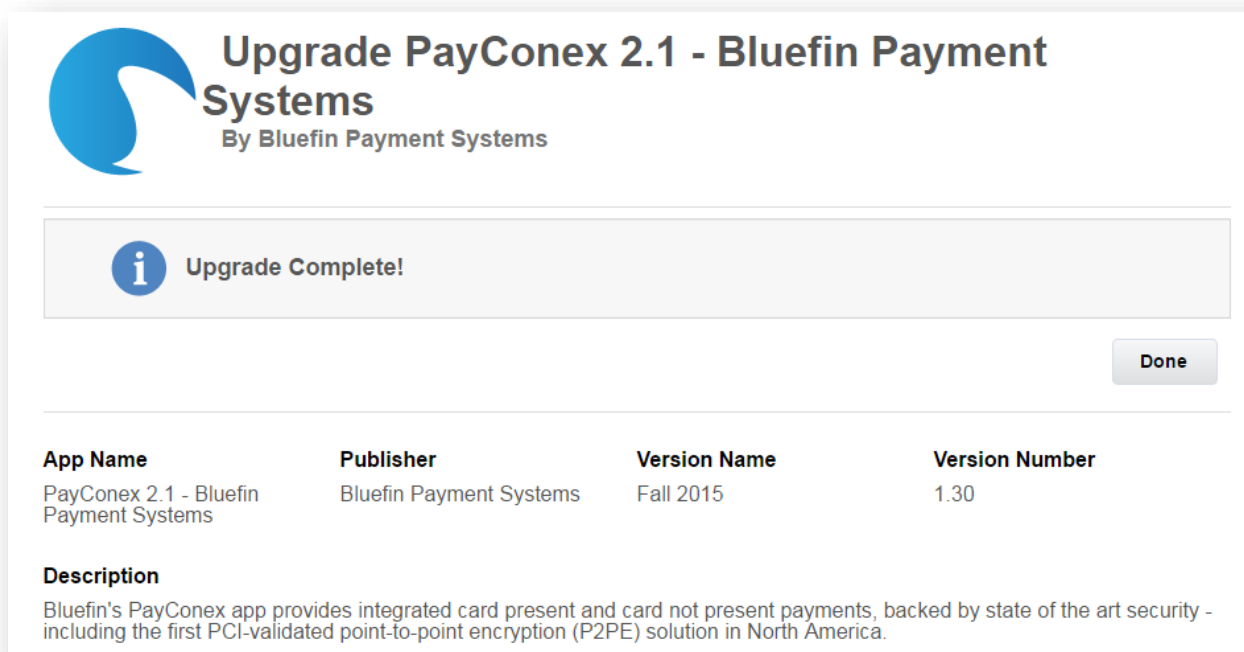 Upgrade PayConex 2.1 - Bluefin Payment
Systems
By Bluefin Payment Systems
i
Upgrade Complete!
Done
App Name
Publisher
Version Name
Version Number
PayConex 2.1 - Bluefin
Payment Systems
Bluefin Payment Systems
Fall 2015
1.30
Description
Bluefin's PayConex app provides integrated card present and card not present payments, backed by state of the art security -
including the first PCI-validated point-to-point encryption (P2PE) solution in North America.